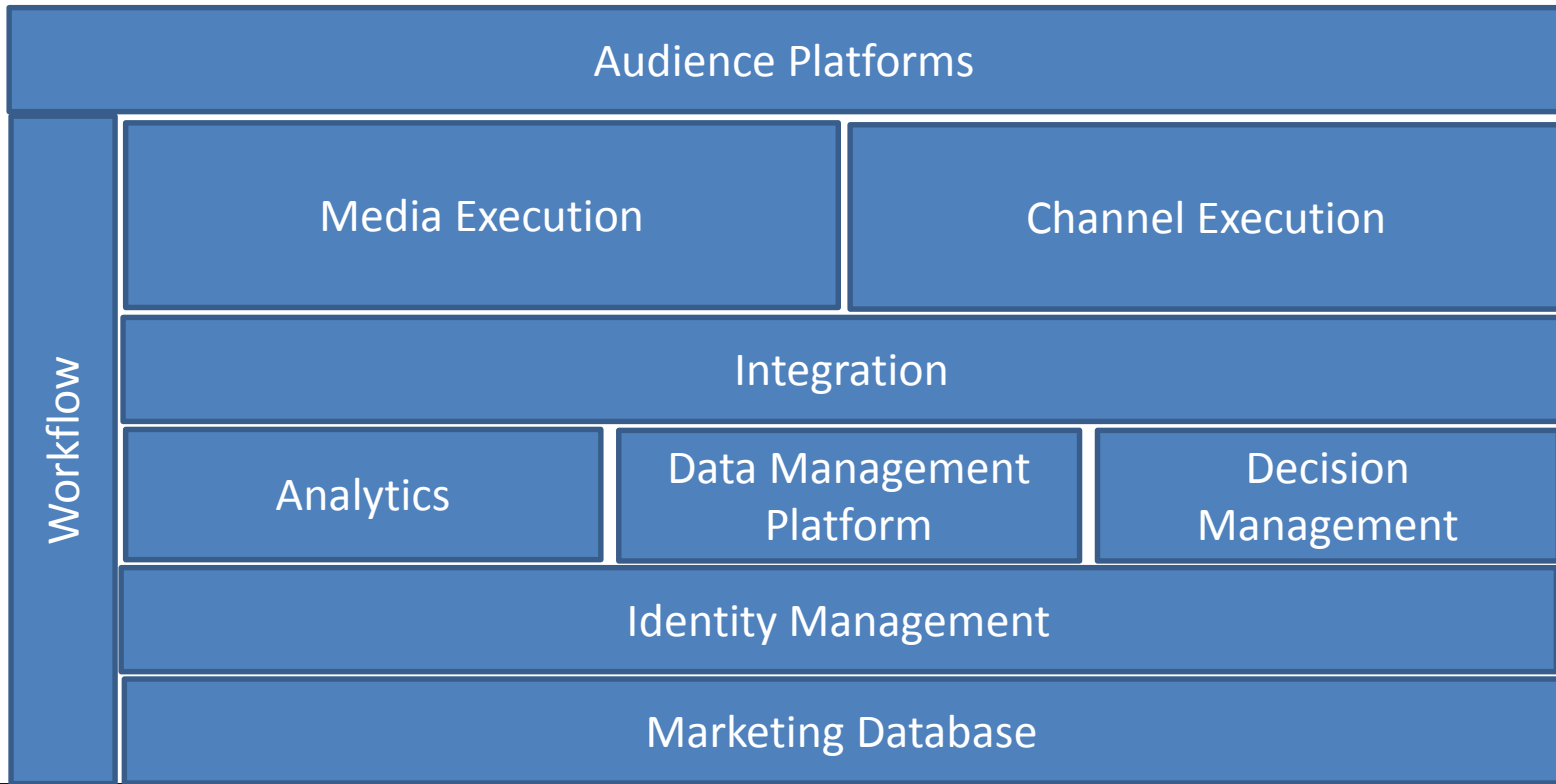 Audience Platforms
Workflow
Media Execution
Channel Execution
Integration
Analytics
Data Management
Platform
Decision
Management
Identity Management
Marketing Database